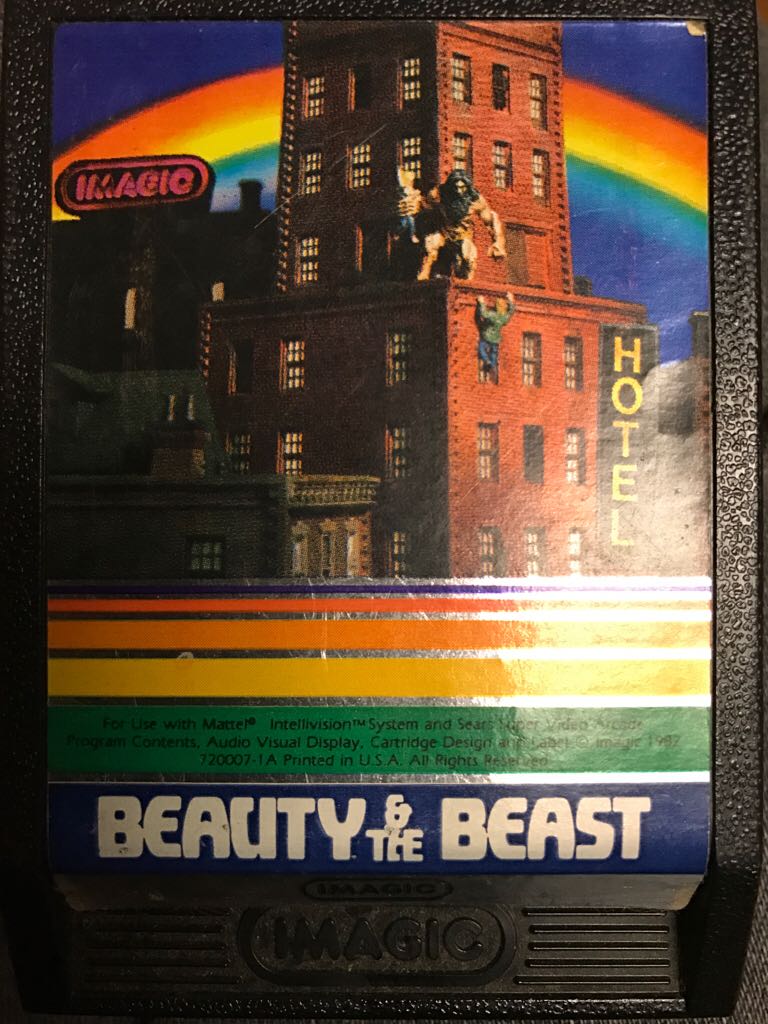 IMAGIC
HOTEL
For Use with Mattel® Intellivision™ System and Sears Super Video Arcade
Program Contents, Audio Visual Display, Cartridge Design and Label © Imagic 1982
720007-1A Printed in U.S.A. All Rights Reserved
BEAUTY & THE BEAST
IMAGIC
IMAGIC